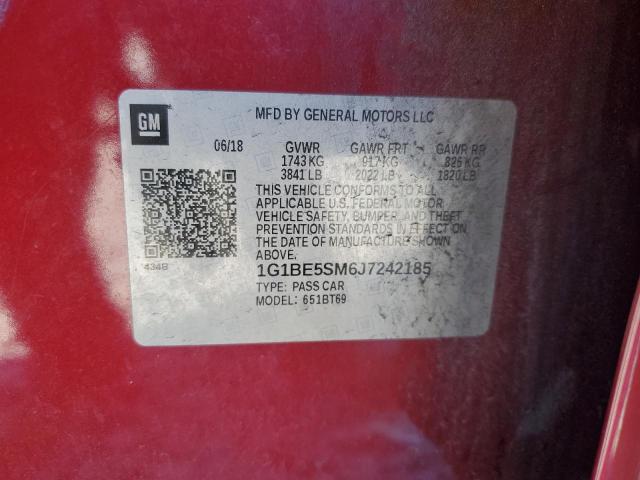 GM
MFD BY GENERAL MOTORS LLC
06/18 GVWR GAWR FRT GAWR RR
1743 KG 917 KG 826 KG
3841 LB 2022 LB 1820 LB
THIS VEHICLE CONFORMS TO ALL
APPLICABLE U.S. FEDERAL MOTOR
VEHICLE SAFETY, BUMPER, AND THEFT
PREVENTION STANDARDS IN EFFECT ON
THE DATE OF MANUFACTURE SHOWN ABOVE.
434B
1G1BE5SM6J7242185
TYPE: PASS CAR
MODEL: 651BT69